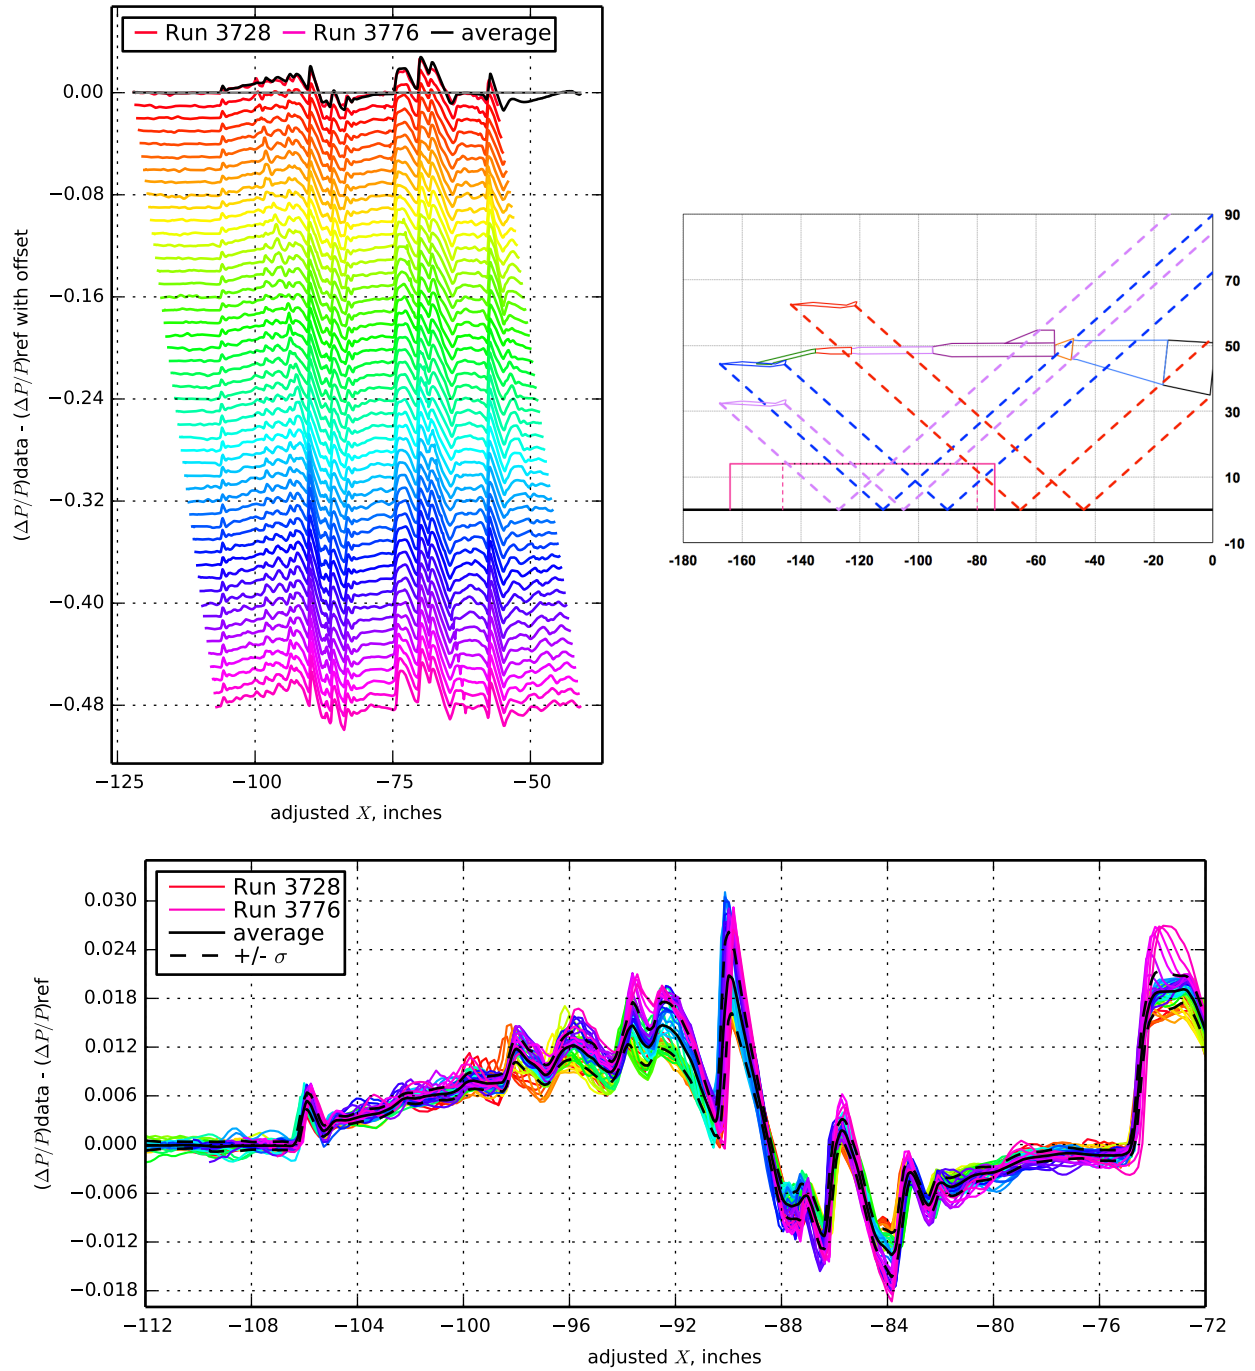 Run 3728 Run 3776 average
0.00
−0.08
−0.16
−0.24
−0.32
−0.40
−0.48
(ΔP/P)data - (ΔP/P)ref with offset
−125 −100 −75 −50
adjusted X, inches
90
70
50
30
10
-10
-180 -160 -140 -120 -100 -80 -60 -40 -20 0
Run 3728
Run 3776
average
+/- σ
0.030
0.024
0.018
0.012
0.006
0.000
−0.006
−0.012
−0.018
(ΔP/P)data - (ΔP/P)ref
−112 −108 −104 −100 −96 −92 −88 −84 −80 −76 −72
adjusted X, inches